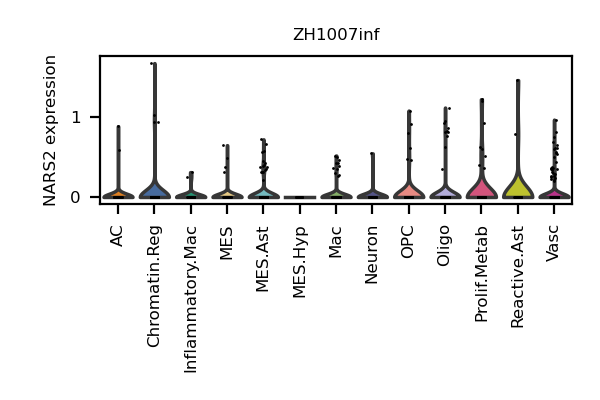 ZH1007inf
NARS2 expression
1
0
AC
Chromatin.Reg
Inflammatory.Mac
MES
MES.Ast
MES.Hyp
Mac
Neuron
OPC
Oligo
Prolif.Metab
Reactive.Ast
Vasc